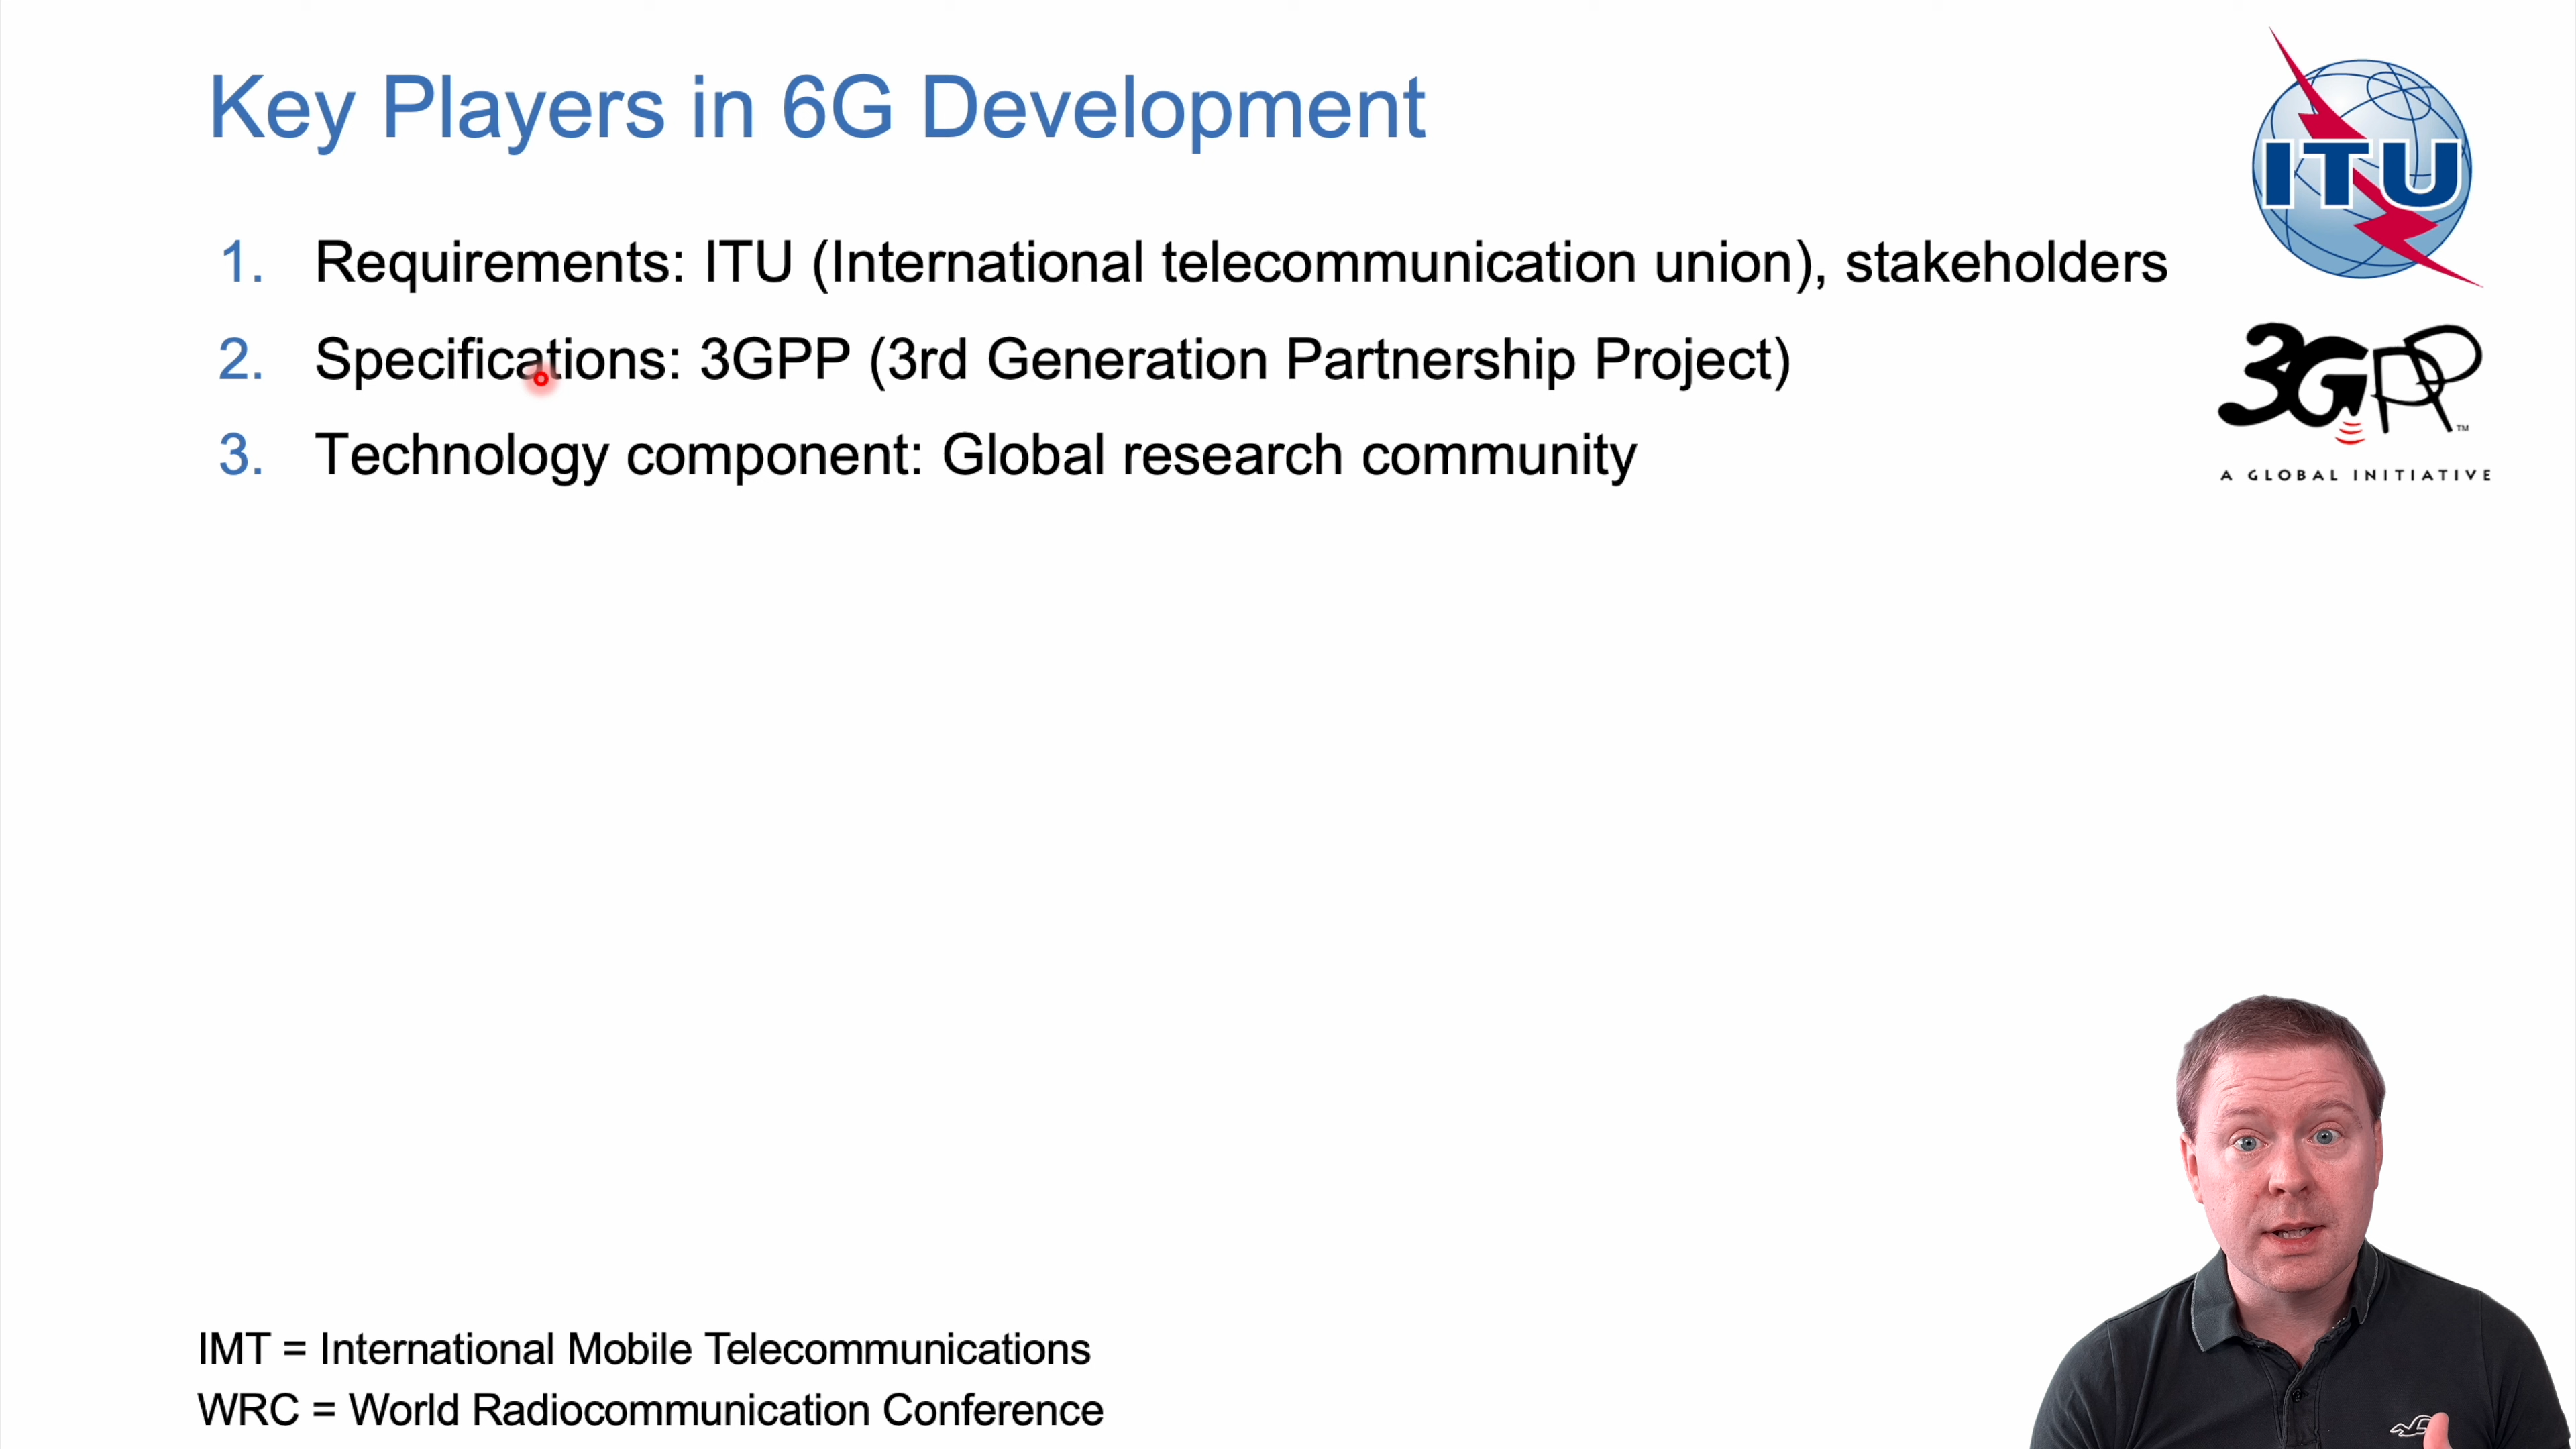 Key Players in 6G Development
ITU
1. Requirements: ITU (International telecommunication union), stakeholders
2. Specifications: 3GPP (3rd Generation Partnership Project)
3GPP™
3. Technology component: Global research community
A GLOBAL INITIATIVE
IMT = International Mobile Telecommunications
WRC = World Radiocommunication Conference